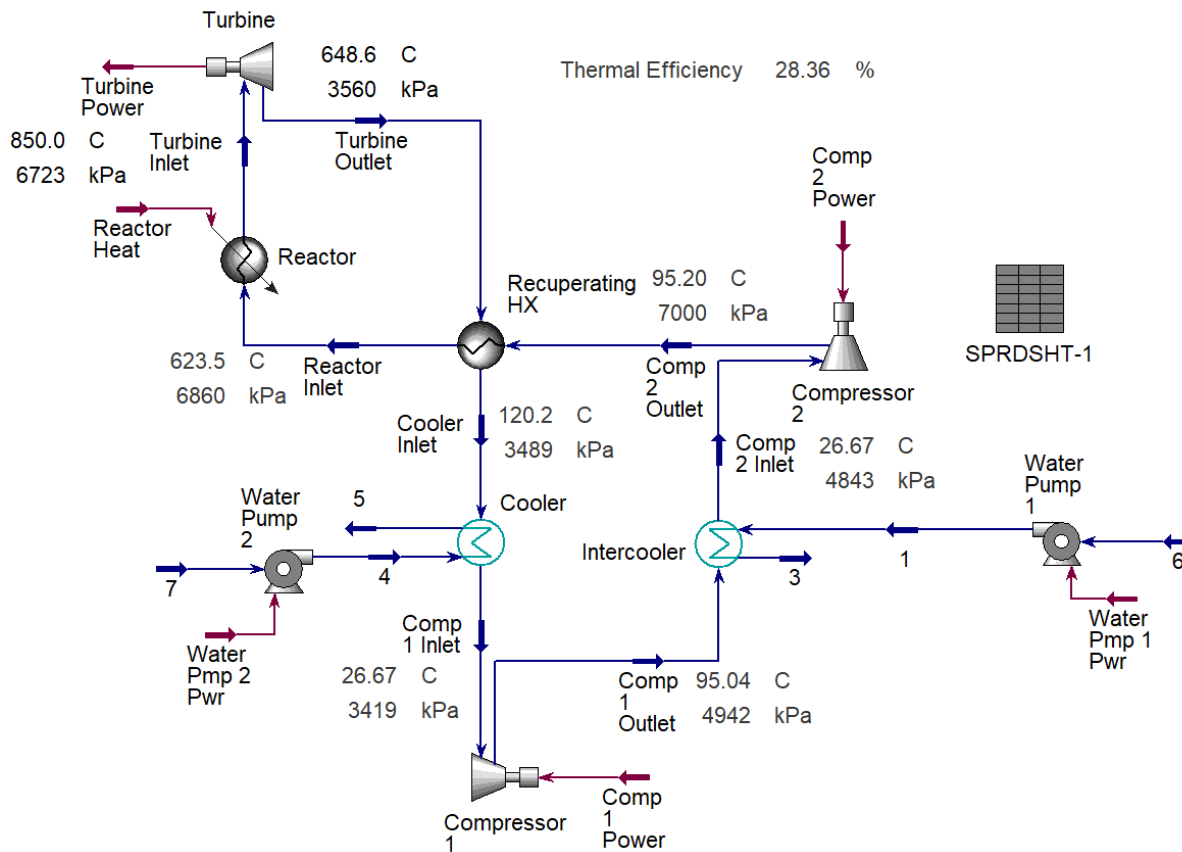 Turbine
648.6 C
3560 kPa
Thermal Efficiency 28.36 %
Turbine
Power
850.0 C
6723 kPa
Turbine
Inlet
Turbine
Outlet
Comp
2
Power
Reactor
Heat
Reactor
Recuperating
HX
95.20 C
7000 kPa
SPRDSHT-1
623.5 C
6860 kPa
Reactor
Inlet
Comp
2
Outlet
Compressor
2
Cooler
Inlet
120.2 C
3489 kPa
Comp
2 Inlet
26.67 C
4843 kPa
Water
Pump
2
5
Cooler
Water
Pump
1
Intercooler
7
4
3
1
6
Water
Pmp 2
Pwr
Comp
1 Inlet
Water
Pmp 1
Pwr
26.67 C
3419 kPa
Comp
1
Outlet
95.04 C
4942 kPa
Compressor
1
Comp
1
Power